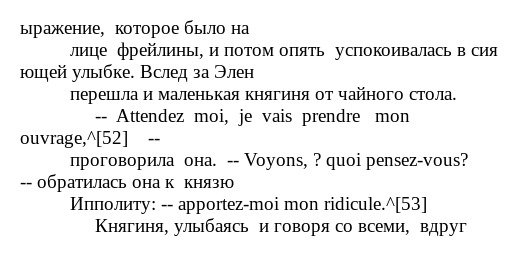 ыражение, которое было на
лице фрейлины, и потом опять успокоивалась в сия
ющей улыбке. Вслед за Элен
перешла и маленькая княгиня от чайного стола.
-- Attendez moi, je vais prendre mon
ouvrage,^[52] --
проговорила она. -- Voyons, ? quoi pensez-vous?
-- обратилась она к князю
Ипполиту: -- apportez-moi mon ridicule.^[53]
Княгиня, улыбаясь и говоря со всеми, вдруг